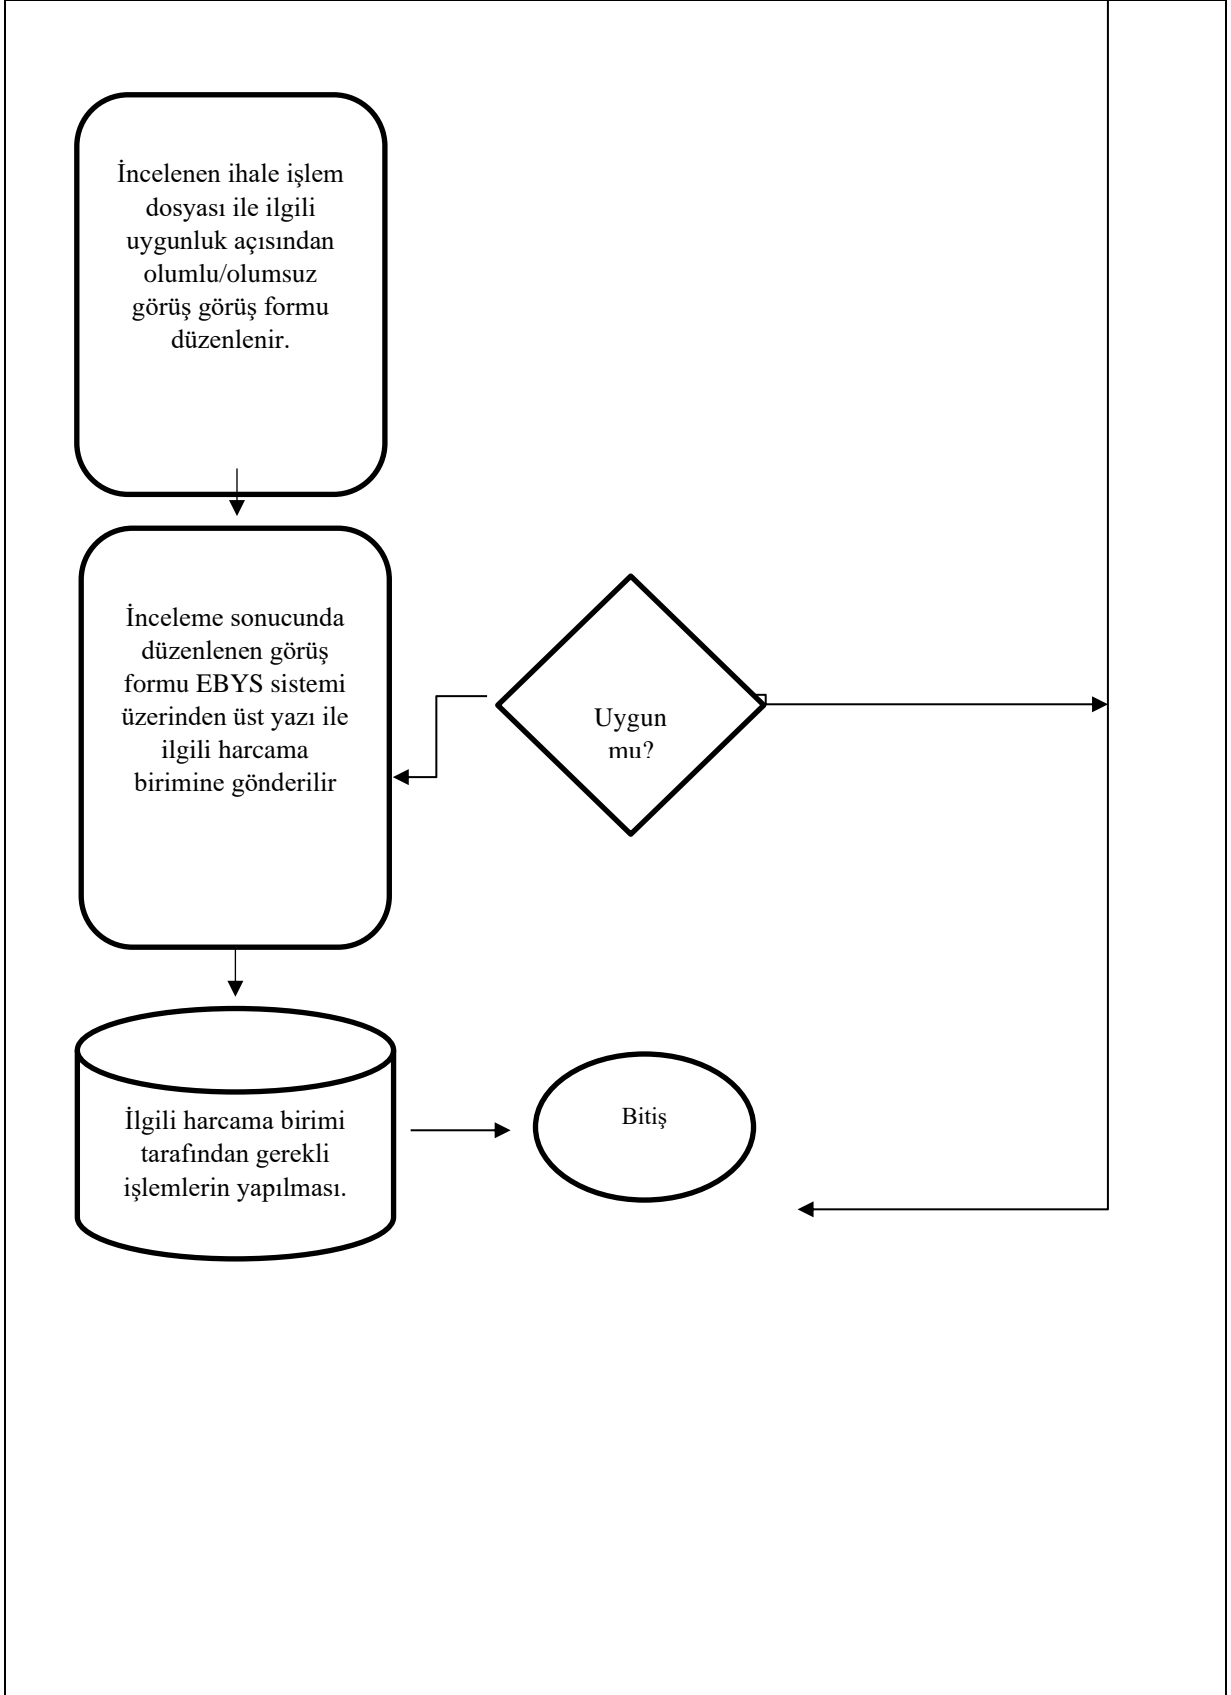 İncelenen ihale işlem
dosyası ile ilgili
uygunluk açısından
olumlu/olumsuz
görüş görüş formu
düzenlenir.
İnceleme sonucunda
düzenlenen görüş
formu EBYS sistemi
üzerinden üst yazı ile
ilgili harcama
birimine gönderilir
Uygun
mu?
İlgili harcama birimi
tarafından gerekli
işlemlerin yapılması.
Bitiş